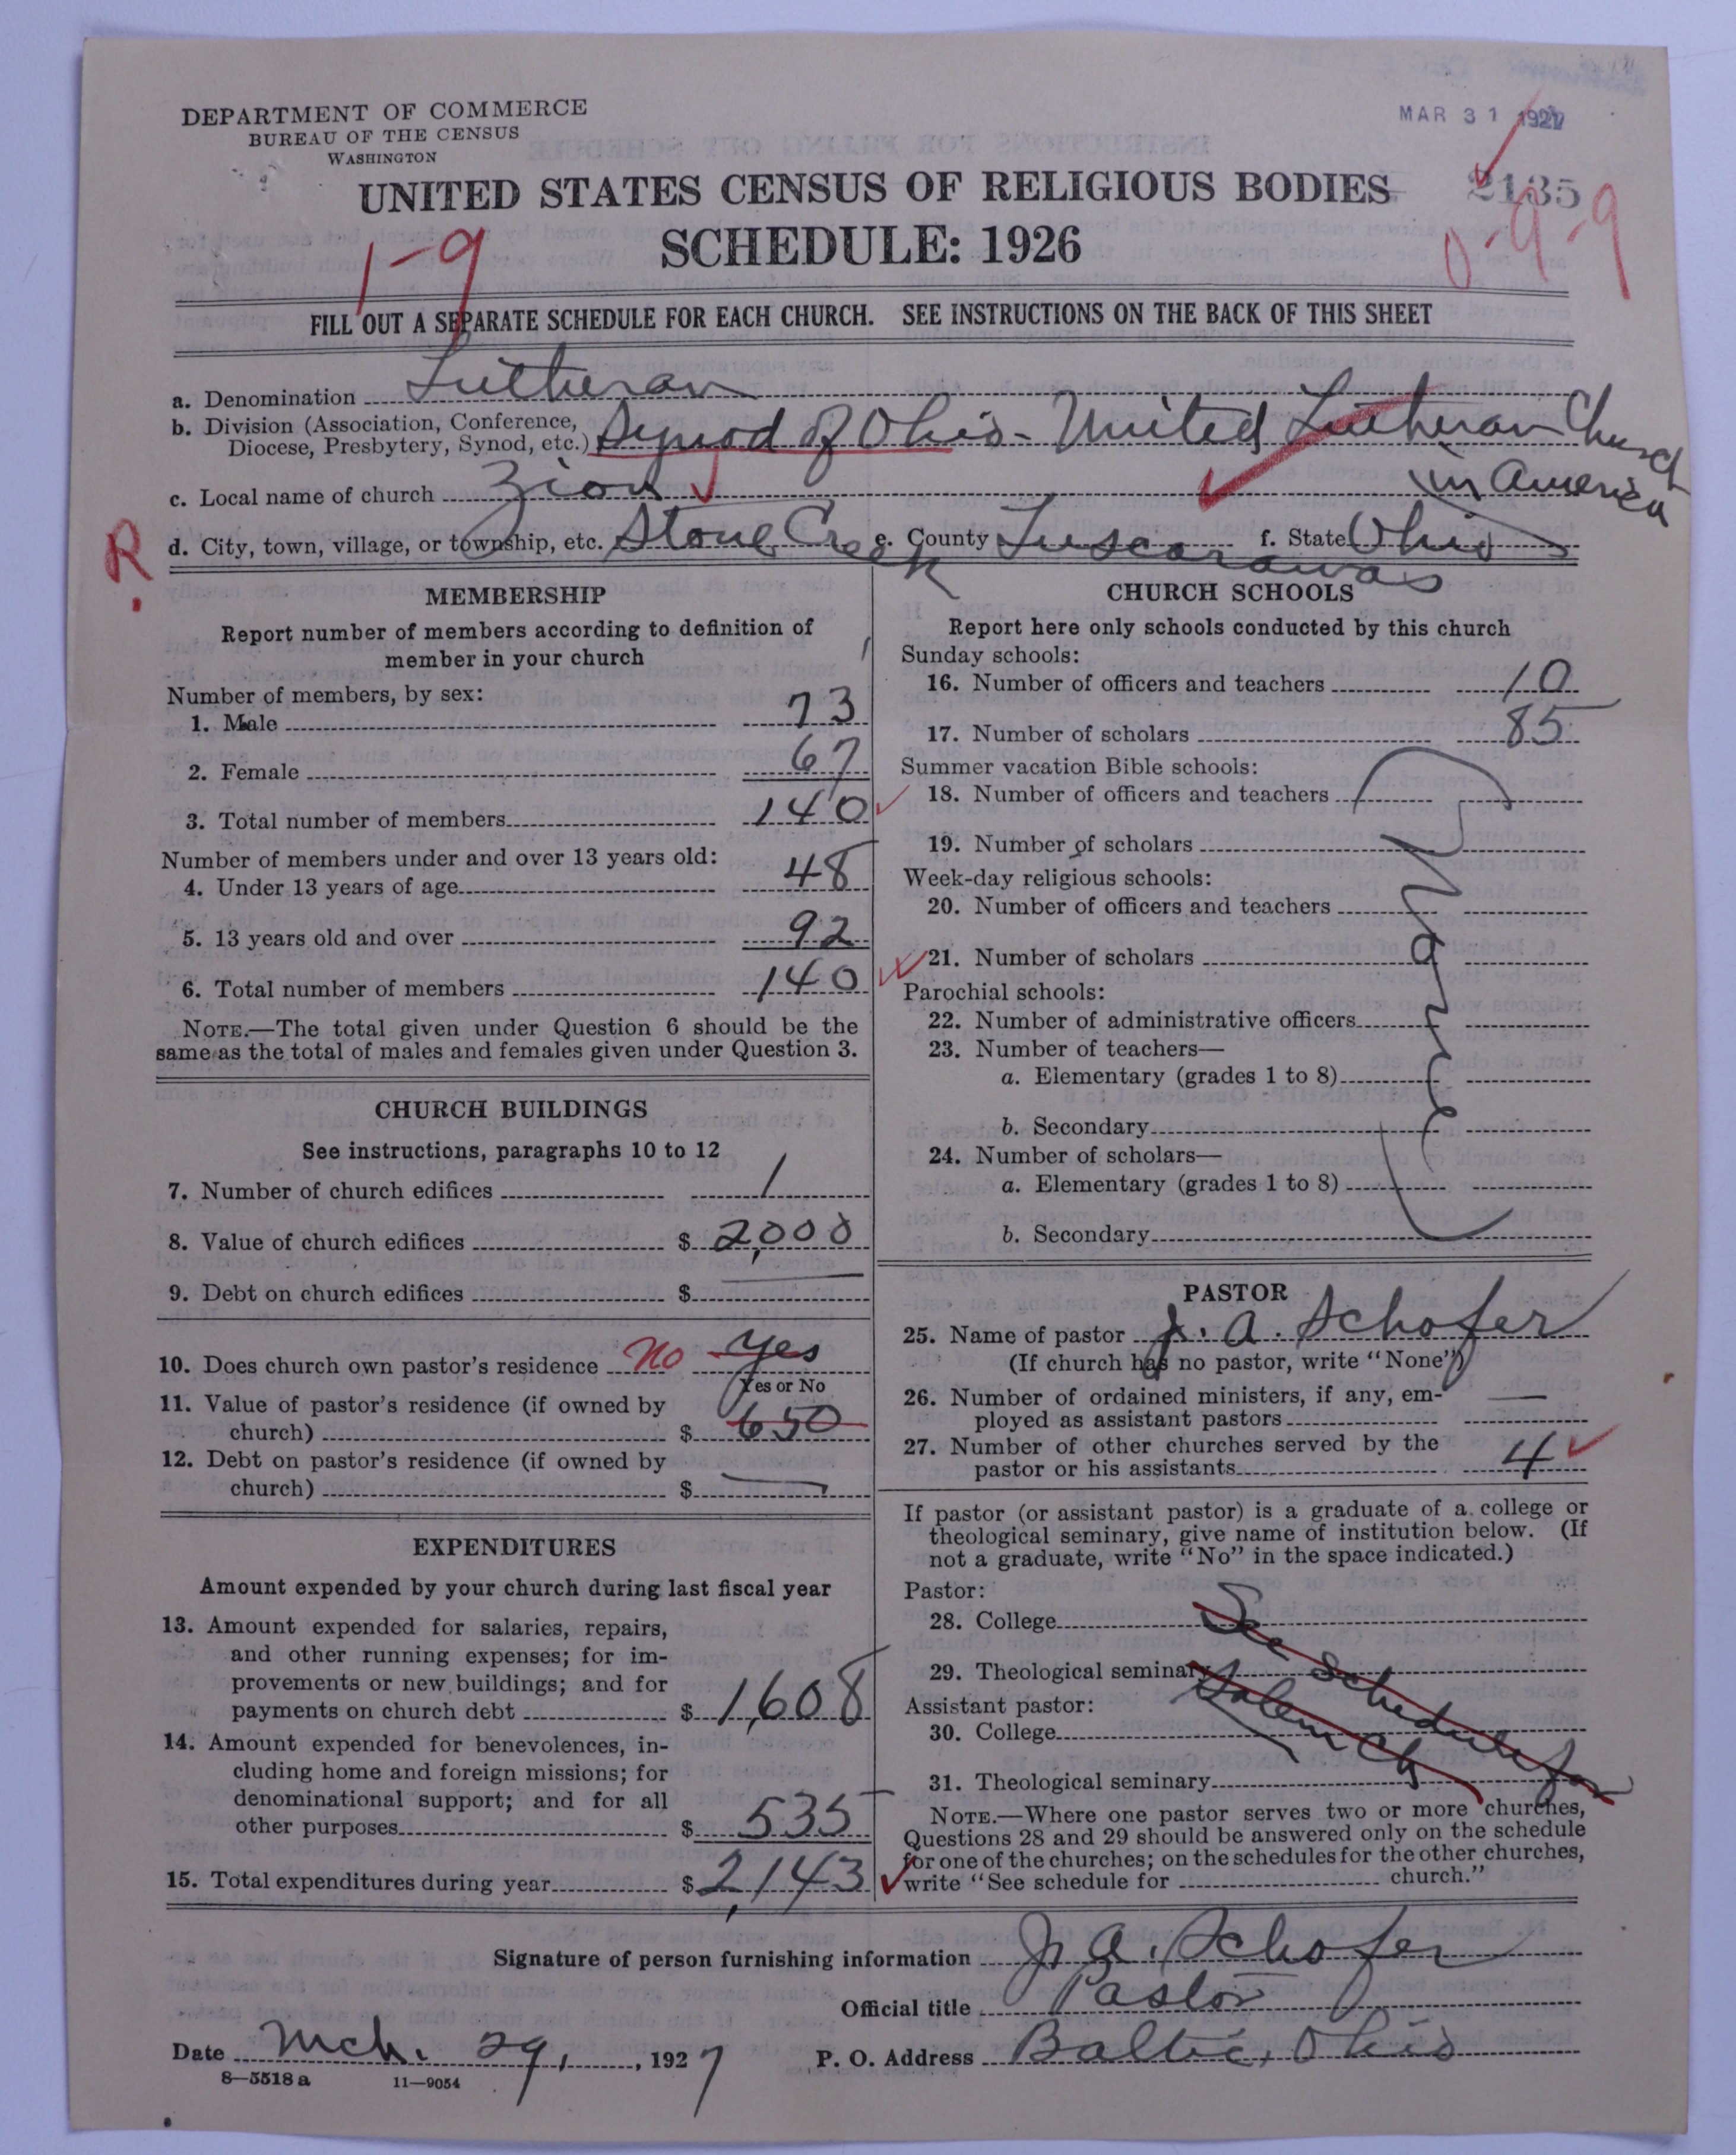 DEPARTMENT OF COMMERCE
BUREAU OF THE CENSUS
WASHINGTON
MAR 31 1927
UNITED STATES CENSUS OF RELIGIOUS BODIES
2135
SCHEDULE: 1926
1-9
0-9-9
FILL OUT A SEPARATE SCHEDULE FOR EACH CHURCH. SEE INSTRUCTIONS ON THE BACK OF THIS SHEET
a. Denomination Lutheran
b. Division (Association, Conference,
Diocese, Presbytery, Synod, etc.) Synod of Ohio - United Lutheran Church
in America
c. Local name of church Zion
R.
d. City, town, village, or township, etc. Stone Creek e. County Tuscarawas f. State Ohio
MEMBERSHIP
Report number of members according to definition of
member in your church
Number of members, by sex:
1. Male 73
2. Female 67
3. Total number of members 140
Number of members under and over 13 years old:
4. Under 13 years of age 48
5. 13 years old and over 92
6. Total number of members 140
NOTE.—The total given under Question 6 should be the
same as the total of males and females given under Question 3.
CHURCH BUILDINGS
See instructions, paragraphs 10 to 12
7. Number of church edifices 1
8. Value of church edifices $ 2,000
9. Debt on church edifices $ —
10. Does church own pastor's residence No Yes
Yes or No
11. Value of pastor's residence (if owned by
church) $ 650
12. Debt on pastor's residence (if owned by
church) $ —
EXPENDITURES
Amount expended by your church during last fiscal year
13. Amount expended for salaries, repairs,
and other running expenses; for im-
provements or new buildings; and for
payments on church debt $ 1,608
14. Amount expended for benevolences, in-
cluding home and foreign missions; for
denominational support; and for all
other purposes $ 535
15. Total expenditures during year $ 2,143
CHURCH SCHOOLS
Report here only schools conducted by this church
Sunday schools:
16. Number of officers and teachers 10
17. Number of scholars 85
Summer vacation Bible schools:
18. Number of officers and teachers
19. Number of scholars
Week-day religious schools:
20. Number of officers and teachers
21. Number of scholars
Parochial schools:
22. Number of administrative officers
23. Number of teachers—
a. Elementary (grades 1 to 8)
b. Secondary
24. Number of scholars—
a. Elementary (grades 1 to 8)
b. Secondary
PASTOR
25. Name of pastor J. A. Schofer
(If church has no pastor, write "None")
26. Number of ordained ministers, if any, em-
ployed as assistant pastors —
27. Number of other churches served by the
pastor or his assistants 4
If pastor (or assistant pastor) is a graduate of a college or
theological seminary, give name of institution below. (If
not a graduate, write "No" in the space indicated.)
Pastor:
28. College
29. Theological seminary
See Schedule for
Salem Ch
Assistant pastor:
30. College
31. Theological seminary
NOTE.—Where one pastor serves two or more churches,
Questions 28 and 29 should be answered only on the schedule
for one of the churches; on the schedules for the other churches,
write "See schedule for church."
Signature of person furnishing information J. A. Schofer
Official title Pastor
Date Mch. 29, 1927 P. O. Address Baltic, Ohio
8—5518 a 11—9054